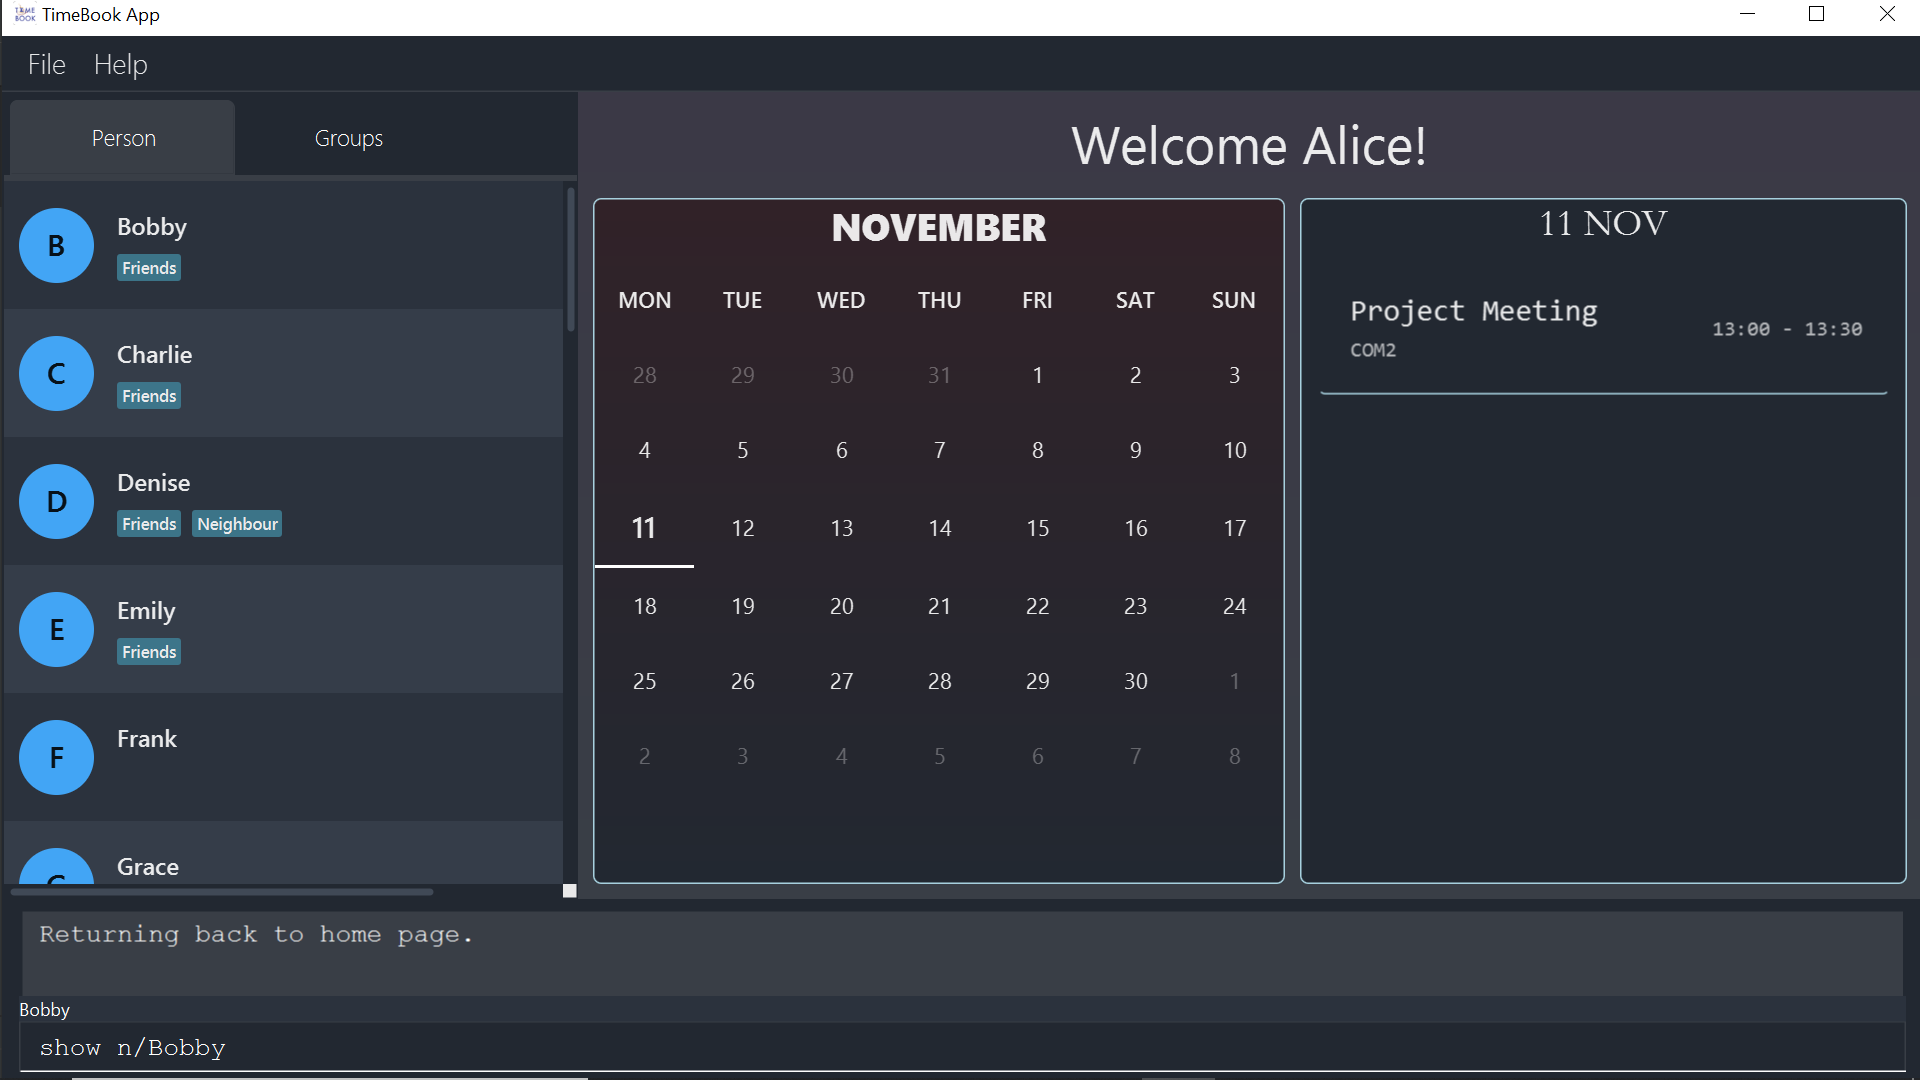 TIME BOOK TimeBook App
File Help
Person Groups
B Bobby
Friends
C Charlie
Friends
D Denise
Friends Neighbour
E Emily
Friends
F Frank
G Grace
Welcome Alice!
NOVEMBER
MON TUE WED THU FRI SAT SUN
28 29 30 31 1 2 3
4 5 6 7 8 9 10
11 12 13 14 15 16 17
18 19 20 21 22 23 24
25 26 27 28 29 30 1
2 3 4 5 6 7 8
11 NOV
Project Meeting
13:00 - 13:30
COM2
Returning back to home page.
Bobby
show n/Bobby